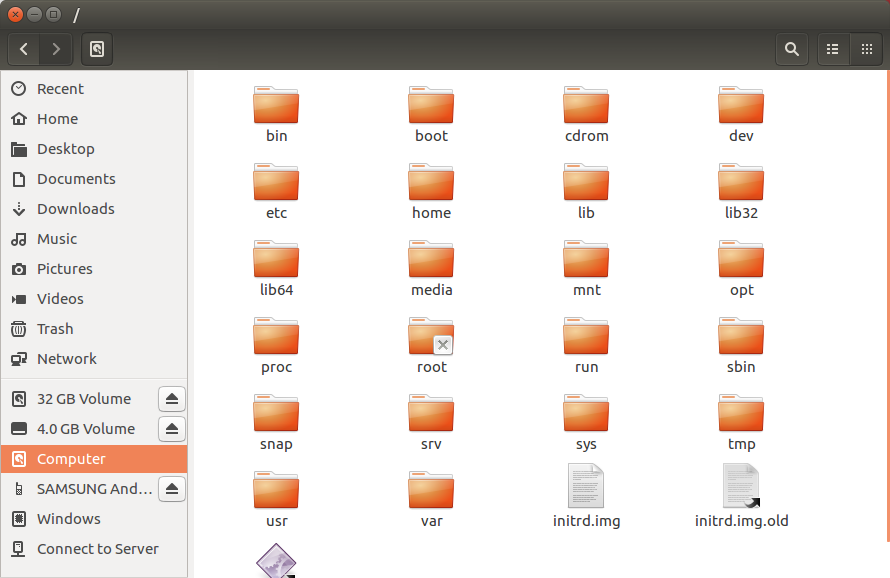 /
Recent
Home
Desktop
Documents
Downloads
Music
Pictures
Videos
Trash
Network
32 GB Volume
4.0 GB Volume
Computer
SAMSUNG And…
Windows
Connect to Server
bin boot cdrom dev
etc home lib lib32
lib64 media mnt opt
proc root run sbin
snap srv sys tmp
usr var initrd.img initrd.img.old